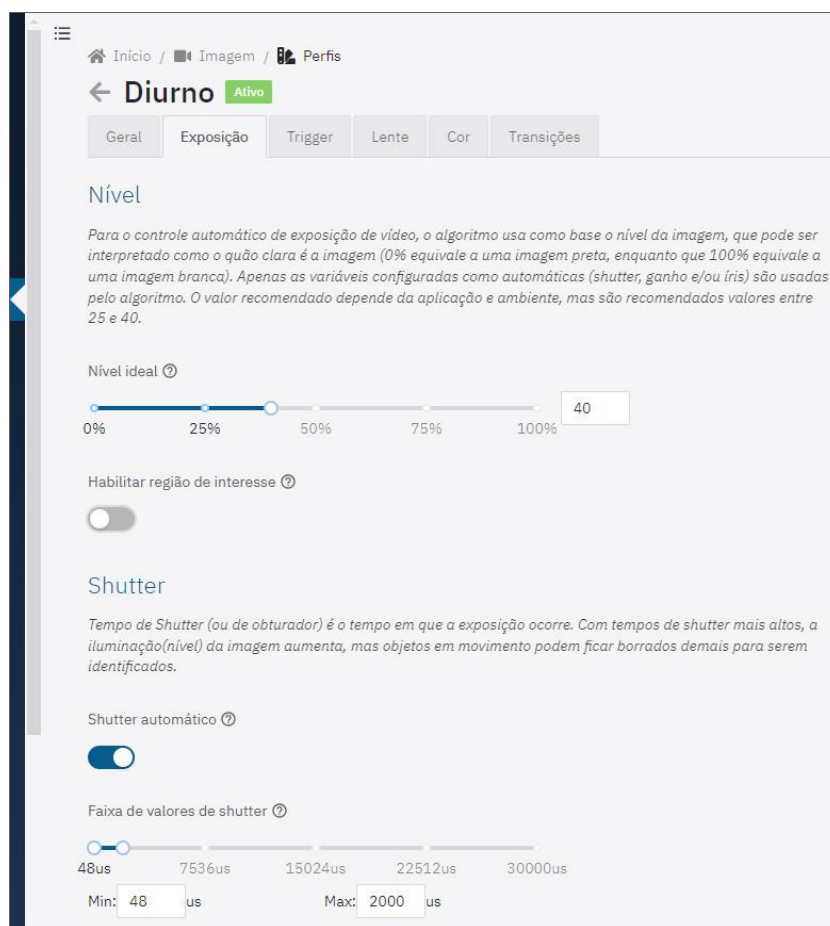 Início / Imagem / Perfis
Diurno Ativo
Geral Exposição Trigger Lente Cor Transições
Nível
Para o controle automático de exposição de vídeo, o algoritmo usa como base o nível da imagem, que pode ser
interpretado como o quão clara é a imagem (0% equivale a uma imagem preta, enquanto que 100% equivale a
uma imagem branca). Apenas as variáveis configuradas como automáticas (shutter, ganho e/ou íris) são usadas
pelo algoritmo. O valor recomendado depende da aplicação e ambiente, mas são recomendados valores entre
25 e 40.
Nível ideal
40
0% 25% 50% 75% 100%
Habilitar região de interesse
Shutter
Tempo de Shutter (ou de obturador) é o tempo em que a exposição ocorre. Com tempos de shutter mais altos, a
iluminação(nível) da imagem aumenta, mas objetos em movimento podem ficar borrados demais para serem
identificados.
Shutter automático
Faixa de valores de shutter
48us 7536us 15024us 22512us 30000us
Min: 48 us Max: 2000 us